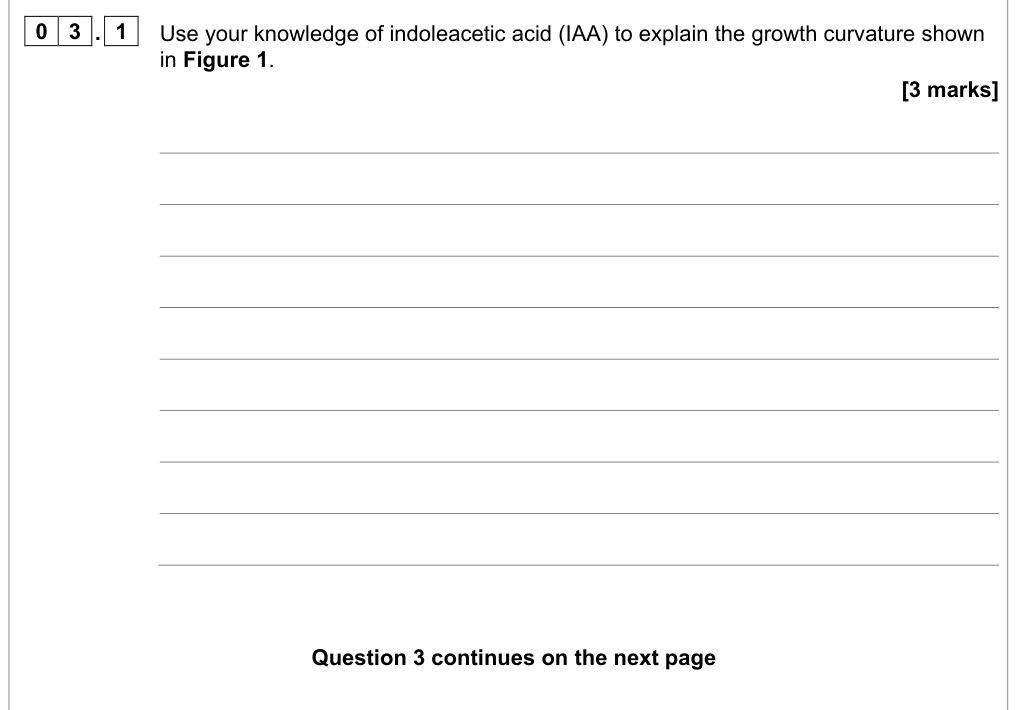 0 3 . 1 Use your knowledge of indoleacetic acid (IAA) to explain the growth curvature shown
in Figure 1.
[3 marks]
Question 3 continues on the next page